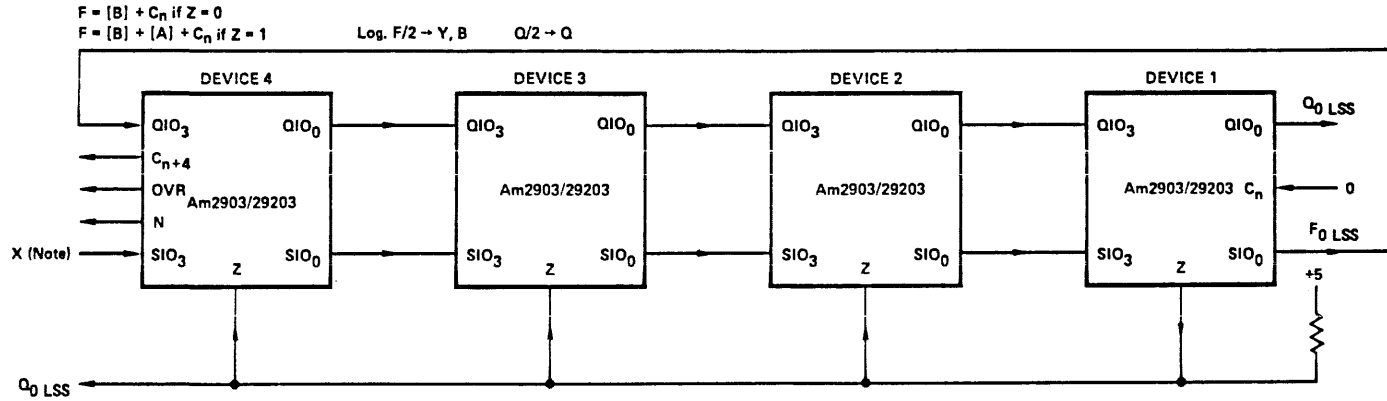 F = [B] + Cn if Z = 0
F = [B] + [A] + Cn if Z = 1 Log. F/2 → Y, B Q/2 → Q
DEVICE 4 DEVICE 3 DEVICE 2 DEVICE 1
QIO3 QIO0 QIO3 QIO0 QIO3 QIO0 QIO3 QIO0 Q0 LSS
Cn+4
OVR Am2903/29203 Am2903/29203 Am2903/29203 Am2903/29203 Cn 0
N
X (Note) SIO3 SIO0 SIO3 SIO0 SIO3 SIO0 SIO3 SIO0 F0 LSS
Z Z Z Z +5
Q0 LSS